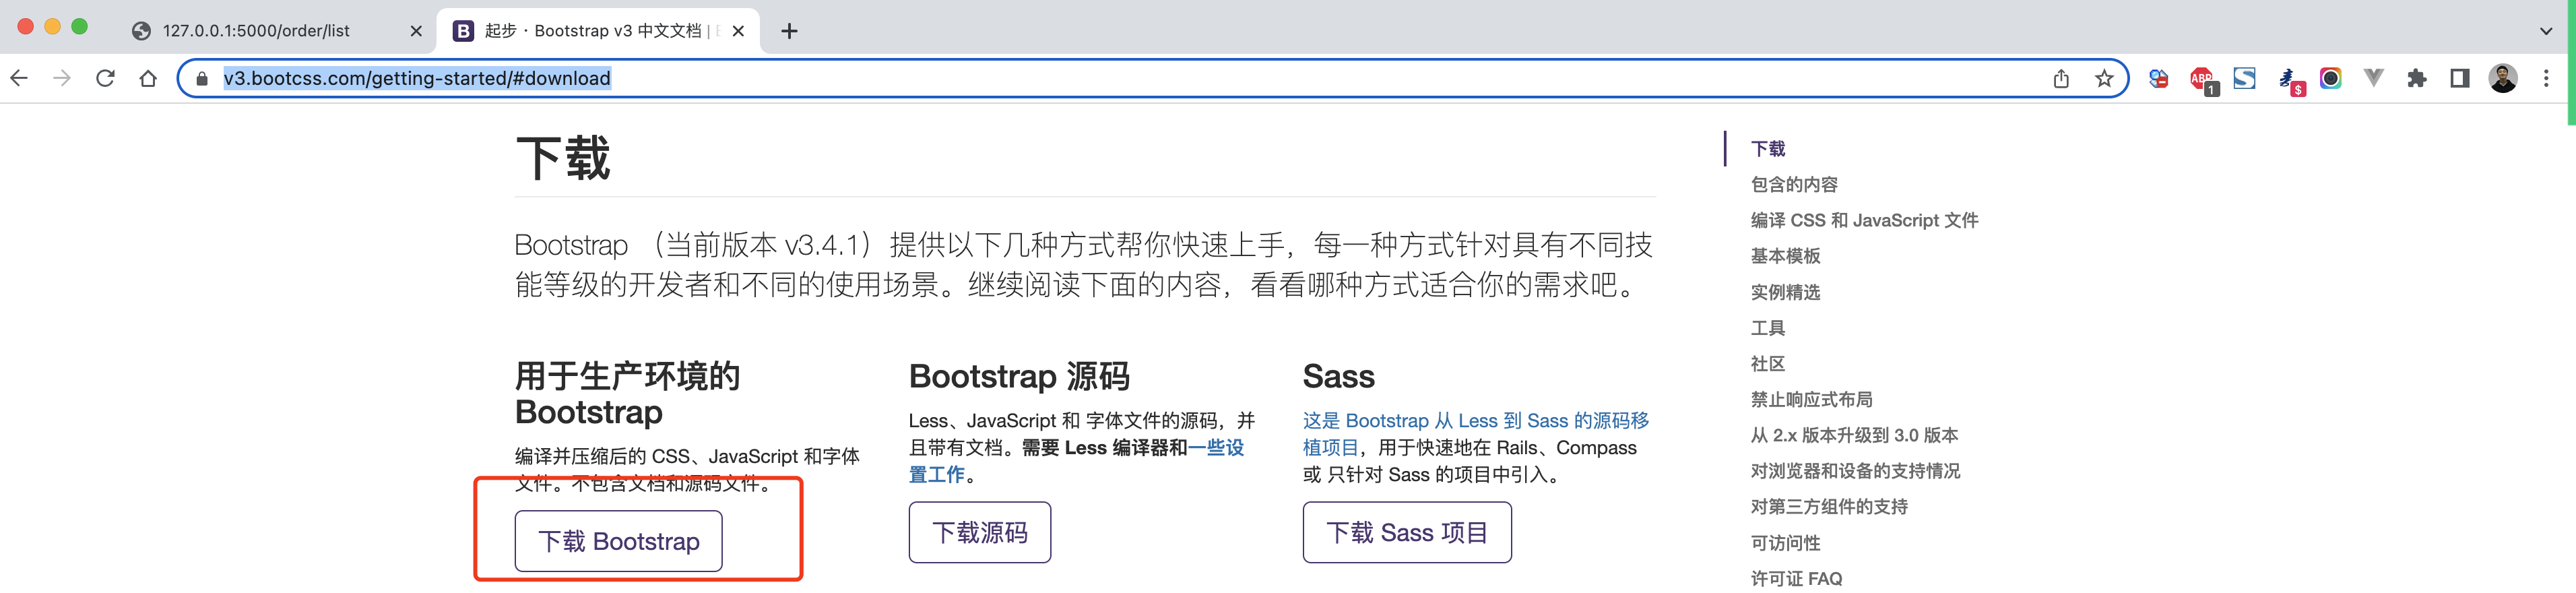 127.0.0.1:5000/order/list
起步 · Bootstrap v3 中文文档 |
v3.bootcss.com/getting-started/#download
ABP
1
$
下载
Bootstrap （当前版本 v3.4.1）提供以下几种方式帮你快速上手，每一种方式针对具有不同技
能等级的开发者和不同的使用场景。继续阅读下面的内容，看看哪种方式适合你的需求吧。
用于生产环境的
Bootstrap
编译并压缩后的 CSS、JavaScript 和字体
文件。不包含文档和源码文件。
下载 Bootstrap
Bootstrap 源码
Less、JavaScript 和 字体文件的源码，并
且带有文档。需要 Less 编译器和一些设
置工作。
下载源码
Sass
这是 Bootstrap 从 Less 到 Sass 的源码移
植项目，用于快速地在 Rails、Compass
或 只针对 Sass 的项目中引入。
下载 Sass 项目
下载
包含的内容
编译 CSS 和 JavaScript 文件
基本模板
实例精选
工具
社区
禁止响应式布局
从 2.x 版本升级到 3.0 版本
对浏览器和设备的支持情况
对第三方组件的支持
可访问性
许可证 FAQ